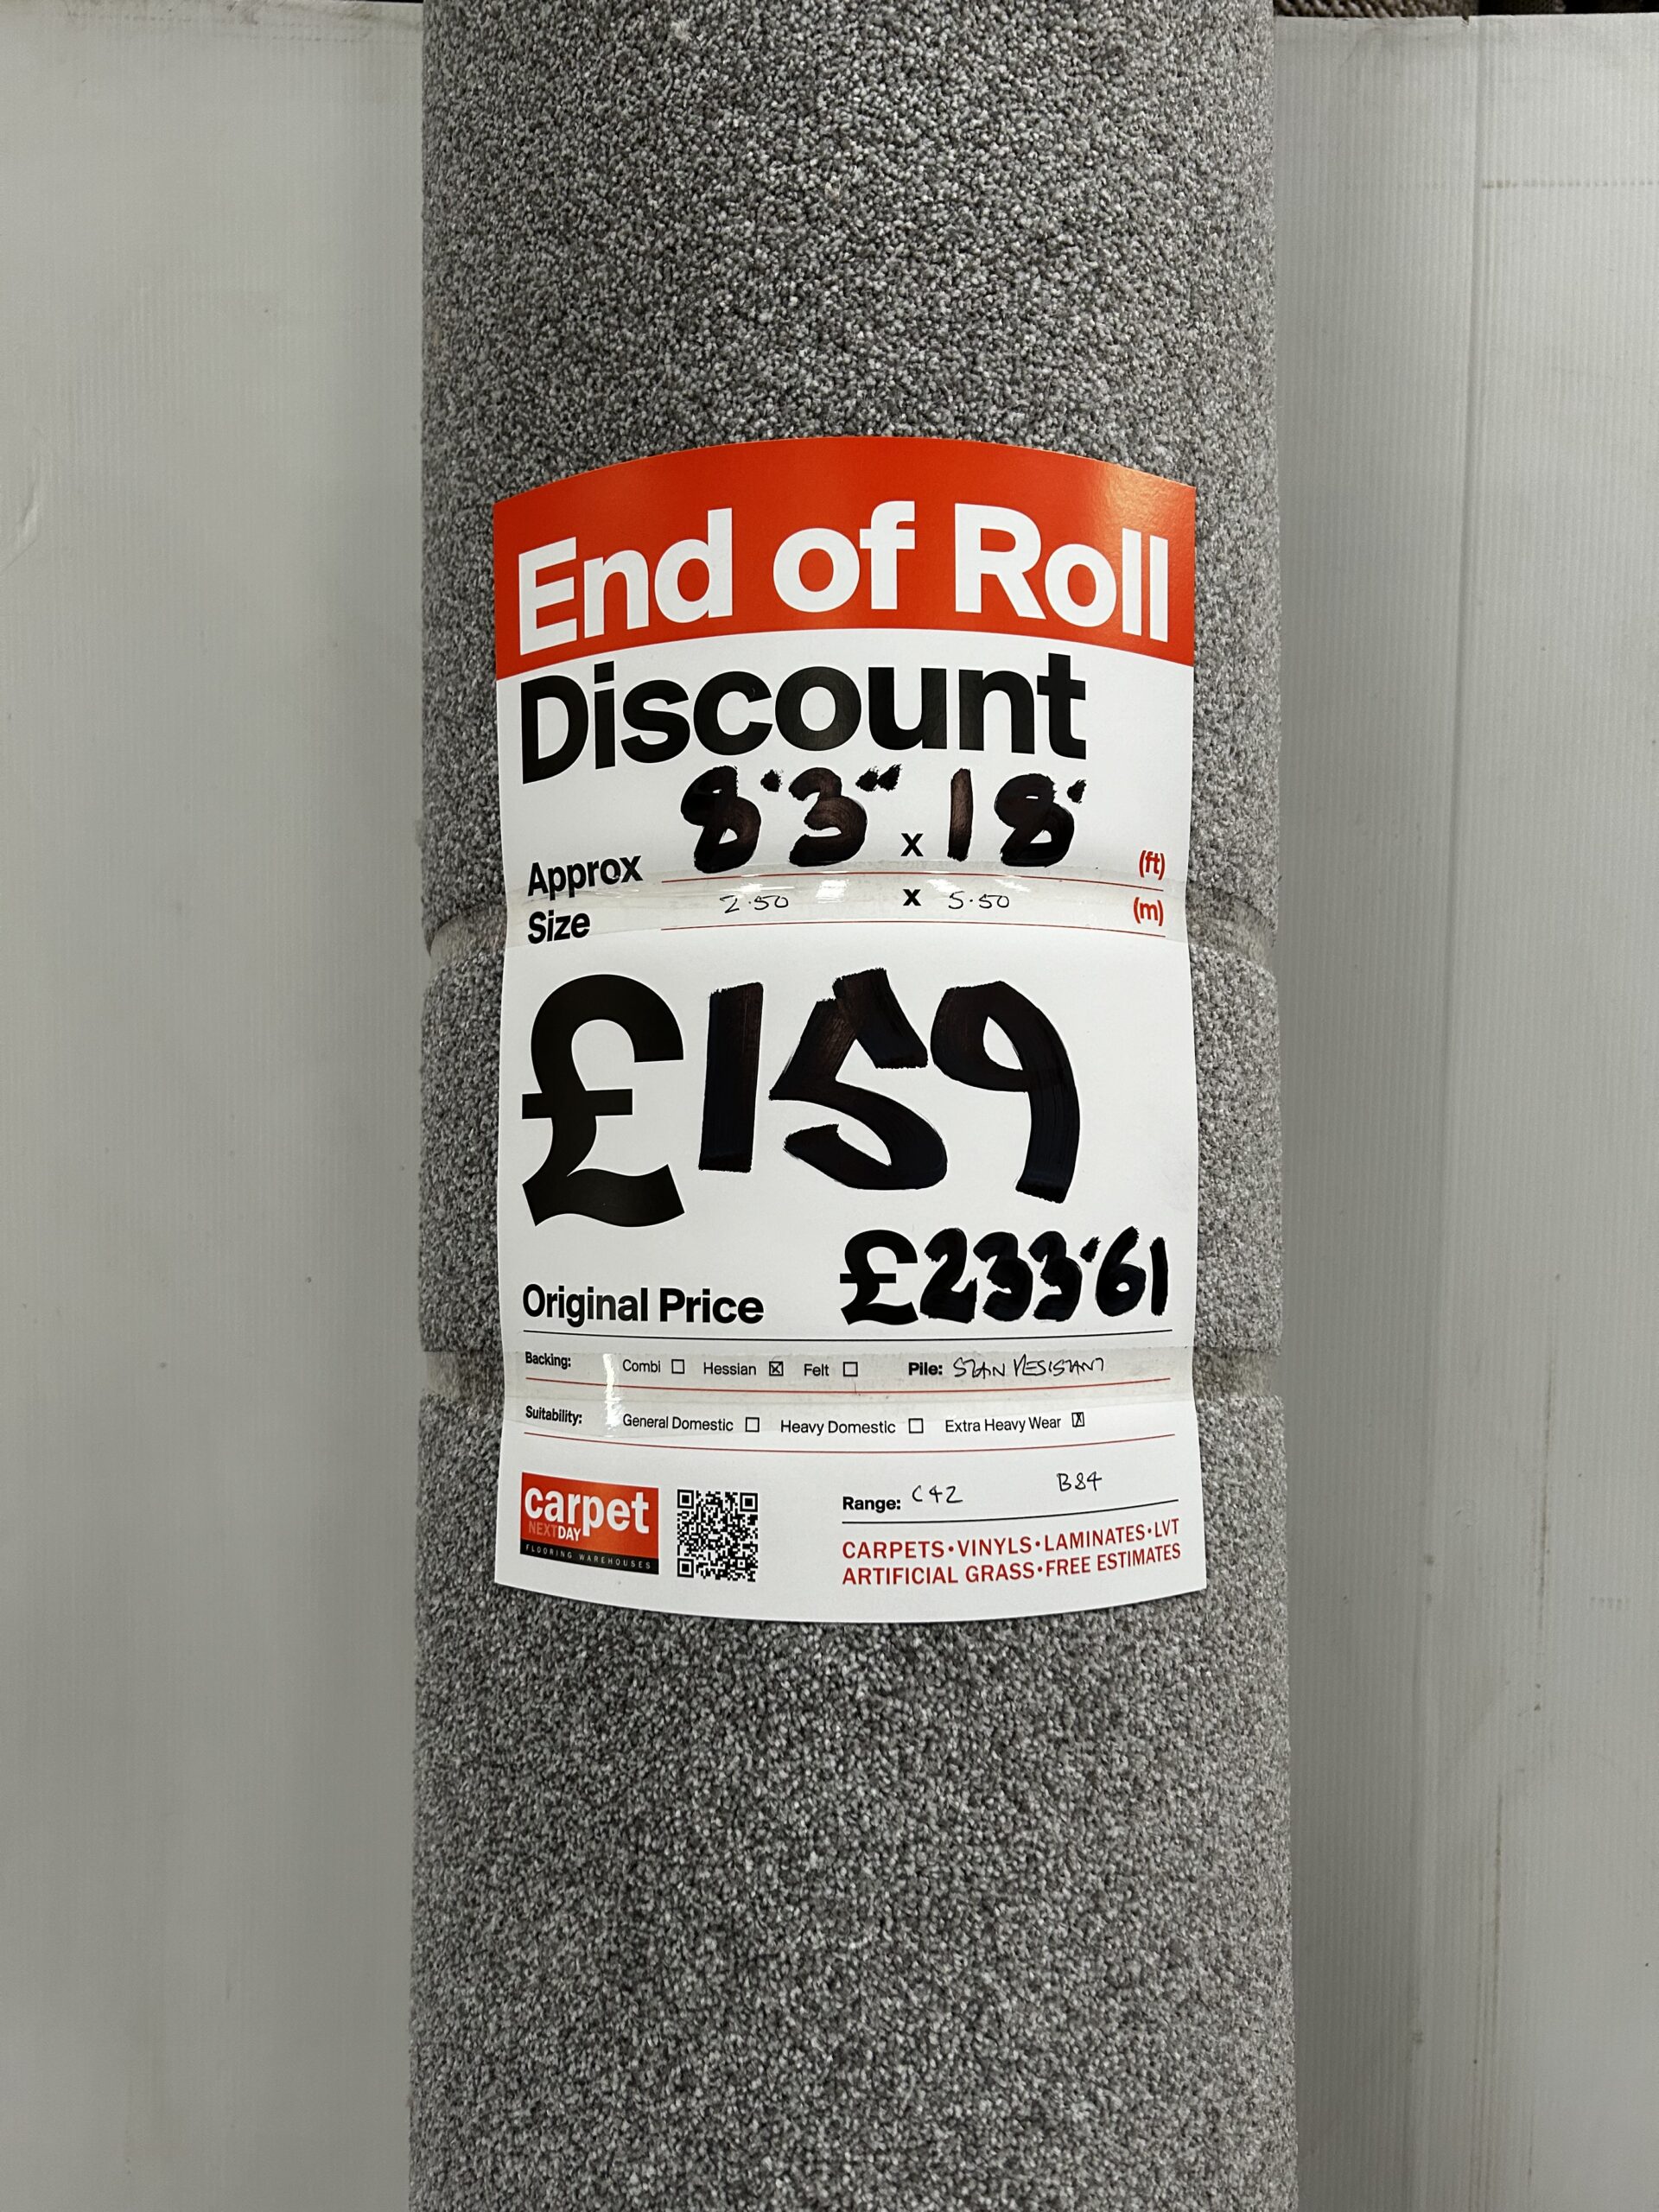 End of Roll
Discount
8'3" x 18' (ft)
Approx
Size
2.50 x 5.50 (m)
£159
Original Price £233.61
Backing: Combi ☐ Hessian ☒ Felt ☐ Pile: STAIN RESISTANT
Suitability: General Domestic ☐ Heavy Domestic ☐ Extra Heavy Wear ☒
carpet
NEXTDAY
FLOORING WAREHOUSES
Range: C42 B84
CARPETS•VINYLS•LAMINATES•LVT
ARTIFICIAL GRASS•FREE ESTIMATES